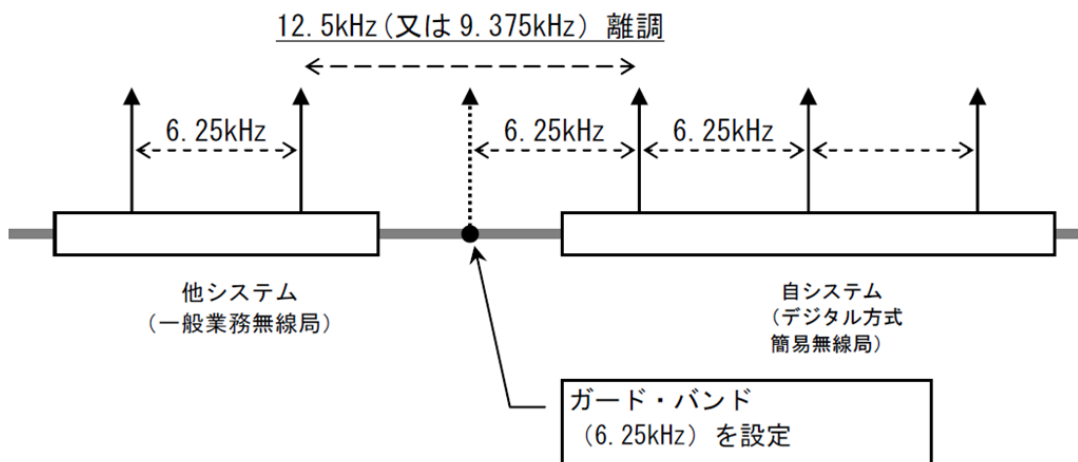 12.5kHz(又は9.375kHz) 離調
6.25kHz
6.25kHz
6.25kHz
他システム
(一般業務無線局)
自システム
(デジタル方式
簡易無線局)
ガード・バンド
(6.25kHz) を設定